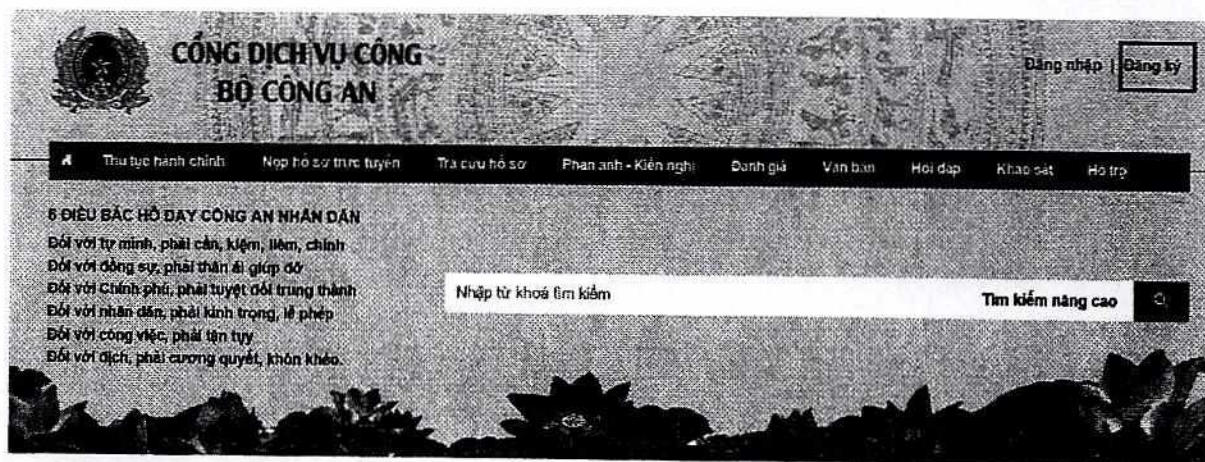 CỔNG DỊCH VỤ CÔNG
BỘ CÔNG AN
Đăng nhập | Đăng ký
Thủ tục hành chính Nộp hồ sơ trực tuyến Tra cứu hồ sơ Phản ánh - Kiến nghị Đánh giá Văn bản Hỏi đáp Khảo sát Hỗ trợ
6 ĐIỀU BÁC HỒ DẠY CÔNG AN NHÂN DÂN
Đối với tự mình, phải cần, kiệm, liêm, chính
Đối với đồng sự, phải thân ái giúp đỡ
Đối với Chính phủ, phải tuyệt đối trung thành
Đối với nhân dân, phải kính trọng, lễ phép
Đối với công việc, phải tận tụy
Đối với địch, phải cương quyết, khôn khéo.
Nhập từ khoá tìm kiếm
Tìm kiếm nâng cao